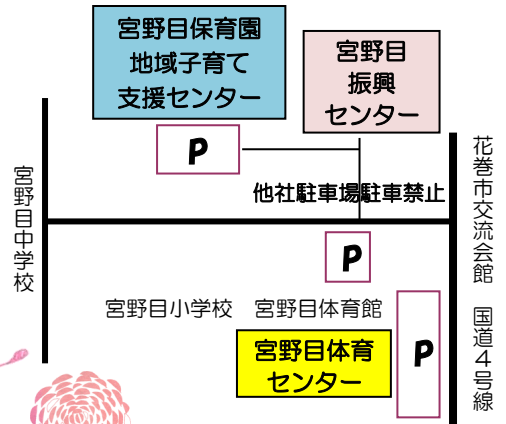 宮野目保育園
地域子育て
支援センター
宮野目
振興
センター
P
他社駐車場駐車禁止
宮野目中学校
花巻市交流会館　国道4号線
P
宮野目小学校　宮野目体育館
宮野目体育
センター
P